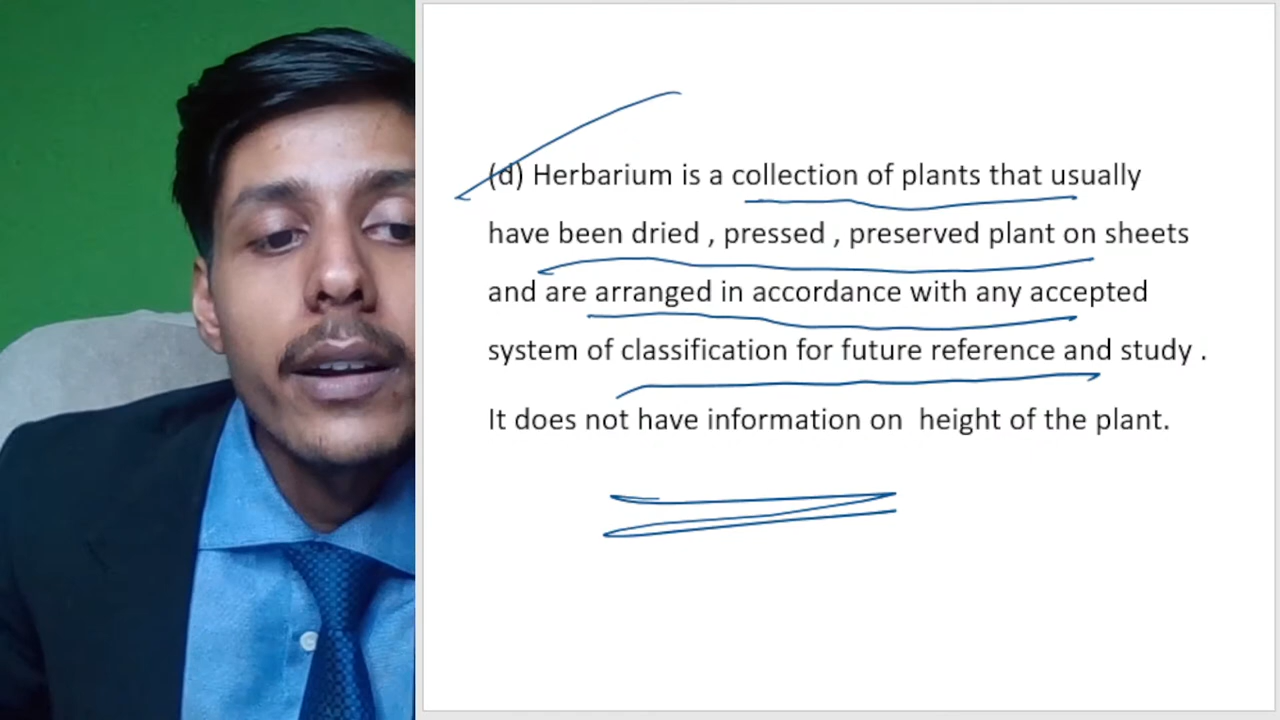 (d) Herbarium is a collection of plants that usually
have been dried , pressed , preserved plant on sheets
and are arranged in accordance with any accepted
system of classification for future reference and study .
It does not have information on  height of the plant.